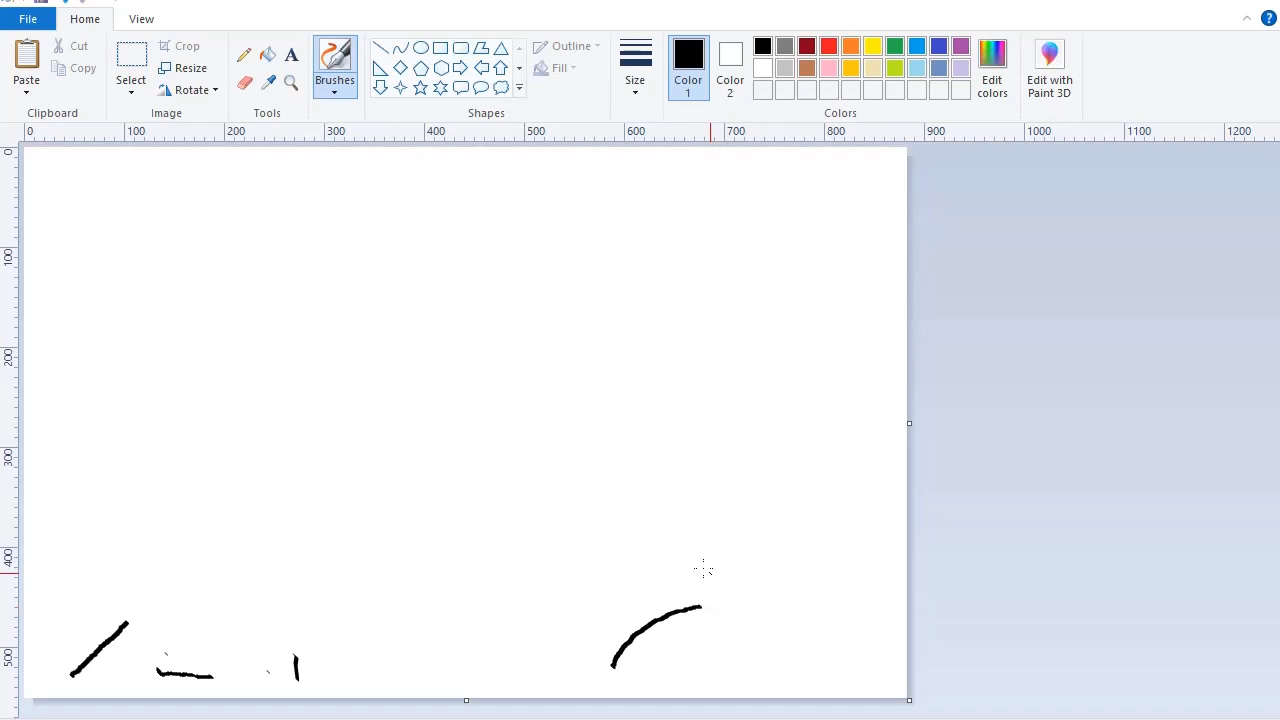 File Home View
Paste
Cut
Copy
Clipboard
Select
Crop
Resize
Rotate
Image
A
Tools
Brushes
Outline
Fill
Shapes
Size
Color 1
Color 2
Edit colors
Colors
Edit with Paint 3D
?
0 100 200 300 400 500 600 700 800 900 1000 1100 1200
0
100
200
300
400
500